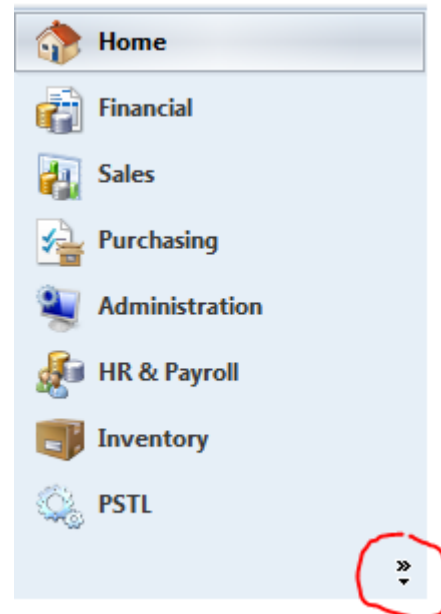 Home
Financial
Sales
Purchasing
Administration
HR & Payroll
Inventory
PSTL
»